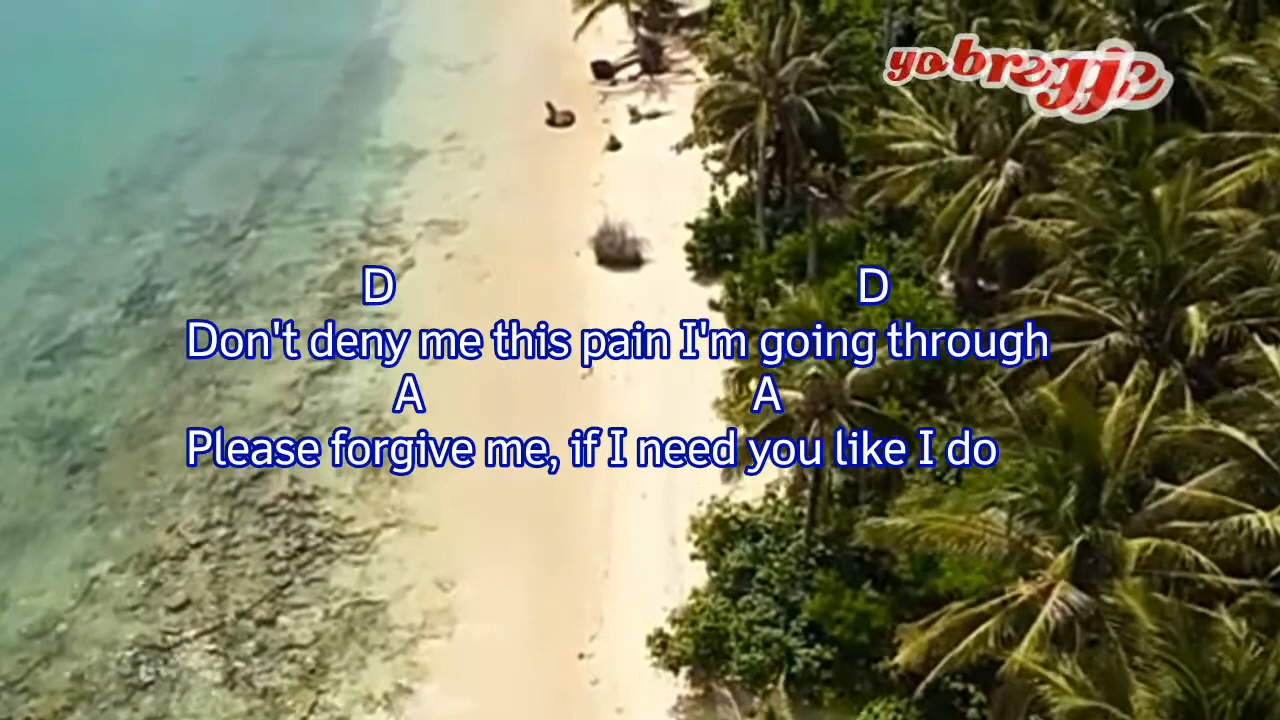 yobreggie
D D
Don't deny me this pain I'm going through
A A
Please forgive me, if I need you like I do